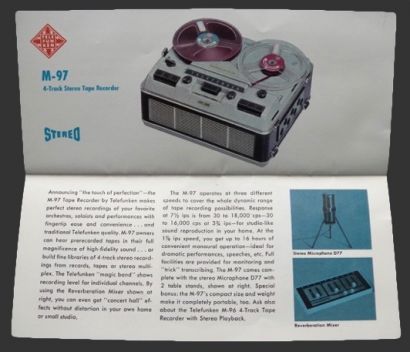 TELE
FUN
KEN
M-97
4-Track Stereo Tape Recorder
STEREO
Announcing "the touch of perfection"—the
M-97 Tape Recorder by Telefunken makes
perfect stereo recordings of your favorite
orchestras, soloists and performances with
fingertip ease and convenience . . . and
traditional Telefunken quality. M-97 owners
can hear prerecorded tapes in their full
magnificence of high-fidelity sound . . . or
build fine libraries of 4-track stereo record-
ings from records, tapes or stereo multi-
plex. The Telefunken "magic band" shows
recording level for individual channels. By
using the Reverberation Mixer shown at
right, you can even get "concert hall" ef-
fects without distortion in your own home
or small studio.
The M-97 operates at three different
speeds to cover the whole dynamic range
of tape recording possibilities. Response
at 7½ ips is from 30 to 18,000 cps—30
to 16,000 cps at 3¾ ips—for studio-like
sound reproduction in your home. At the
1⅞ ips speed, you get up to 16 hours of
convenient monaural operation—ideal for
dramatic performances, speeches, etc. Full
facilities are provided for monitoring and
"trick" transcribing. The M-97 comes com-
plete with the stereo Microphone D77 with
2 table stands, shown at right. Special
bonus: the M-97's compact size and weight
make it completely portable, too. Ask also
about the Telefunken M-96 4-Track Tape
Recorder with Stereo Playback.
Stereo Microphone D77
Reverberation Mixer